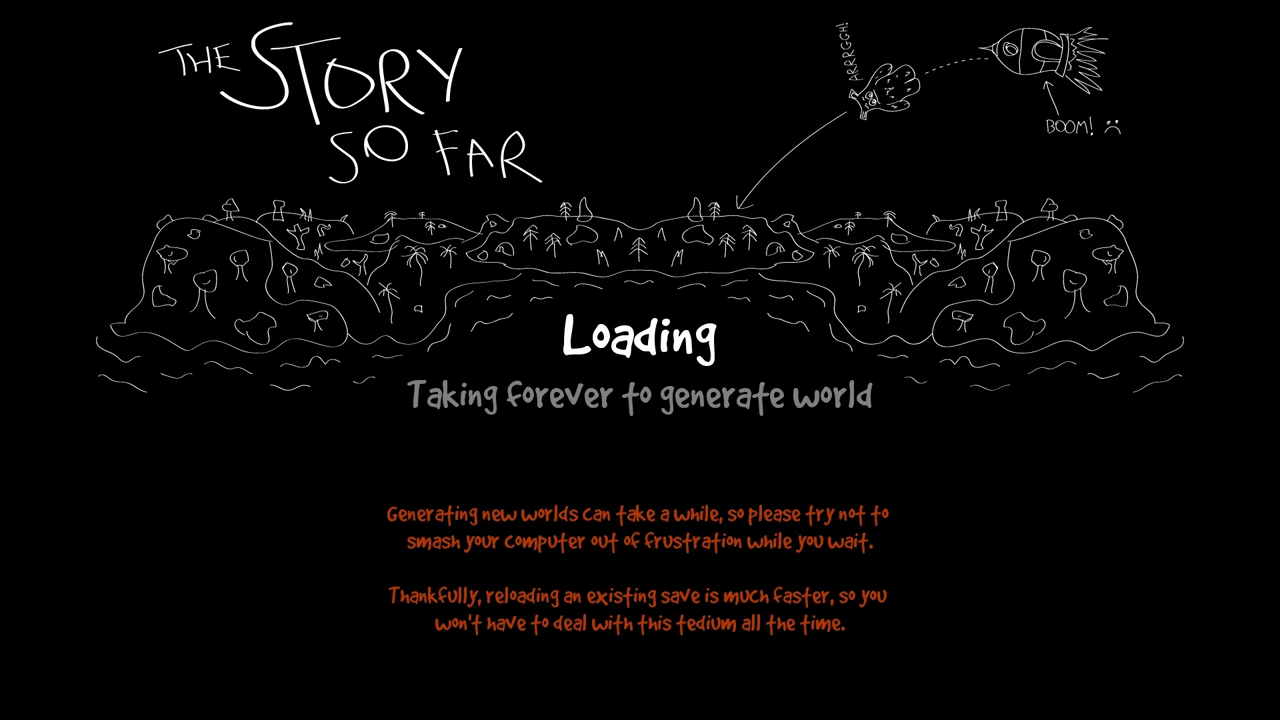 THE STORY
SO FAR
ARRRGGH!
BOOM! :(
Loading
Taking forever to generate world
Generating new worlds can take a while, so please try not to
smash your computer out of frustration while you wait.
Thankfully, reloading an existing save is much faster, so you
won't have to deal with this tedium all the time.